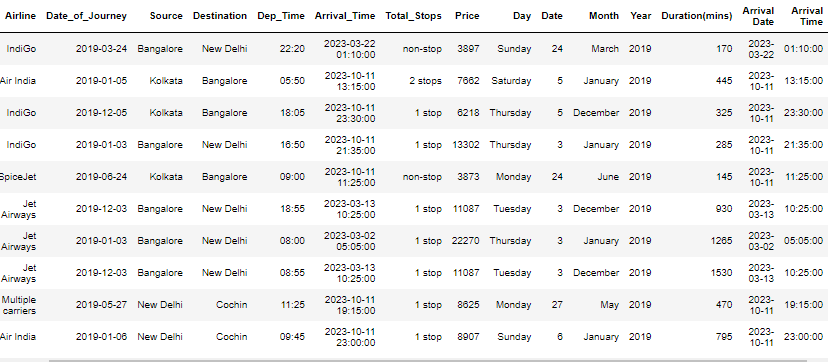 Airline Date_of_Journey Source Destination Dep_Time Arrival_Time Total_Stops Price Day Date Month Year Duration(mins) Arrival Date Arrival Time
IndiGo 2019-03-24 Bangalore New Delhi 22:20 2023-03-22 01:10:00 non-stop 3897 Sunday 24 March 2019 170 2023-03-22 01:10:00
Air India 2019-01-05 Kolkata Bangalore 05:50 2023-10-11 13:15:00 2 stops 7662 Saturday 5 January 2019 445 2023-10-11 13:15:00
IndiGo 2019-12-05 Kolkata Bangalore 18:05 2023-10-11 23:30:00 1 stop 6218 Thursday 5 December 2019 325 2023-10-11 23:30:00
IndiGo 2019-01-03 Bangalore New Delhi 16:50 2023-10-11 21:35:00 1 stop 13302 Thursday 3 January 2019 285 2023-10-11 21:35:00
SpiceJet 2019-06-24 Kolkata Bangalore 09:00 2023-10-11 11:25:00 non-stop 3873 Monday 24 June 2019 145 2023-10-11 11:25:00
Jet Airways 2019-12-03 Bangalore New Delhi 18:55 2023-03-13 10:25:00 1 stop 11087 Tuesday 3 December 2019 930 2023-03-13 10:25:00
Jet Airways 2019-01-03 Bangalore New Delhi 08:00 2023-03-02 05:05:00 1 stop 22270 Thursday 3 January 2019 1265 2023-03-02 05:05:00
Jet Airways 2019-12-03 Bangalore New Delhi 08:55 2023-03-13 10:25:00 1 stop 11087 Tuesday 3 December 2019 1530 2023-03-13 10:25:00
Multiple carriers 2019-05-27 New Delhi Cochin 11:25 2023-10-11 19:15:00 1 stop 8625 Monday 27 May 2019 470 2023-10-11 19:15:00
Air India 2019-01-06 New Delhi Cochin 09:45 2023-10-11 23:00:00 1 stop 8907 Sunday 6 January 2019 795 2023-10-11 23:00:00